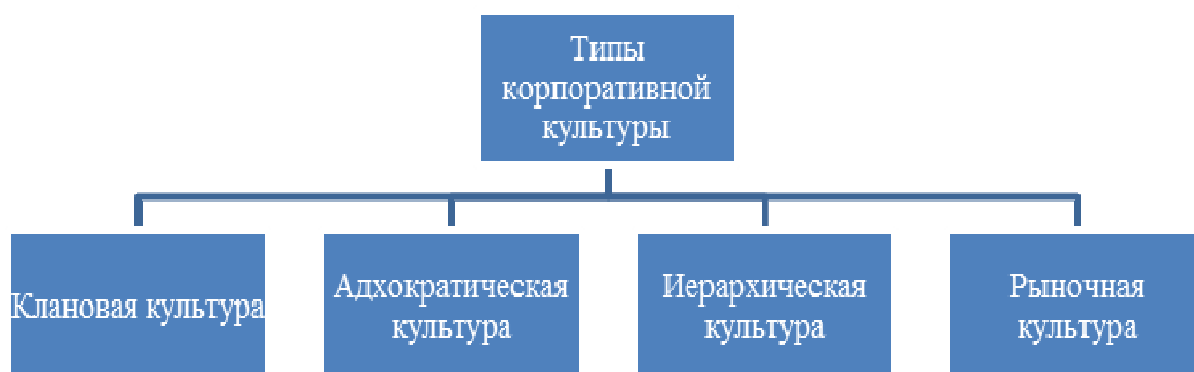 Типы
корпоративной
культуры
Клановая культура
Адхократическая
культура
Иерархическая
культура
Рыночная
культура